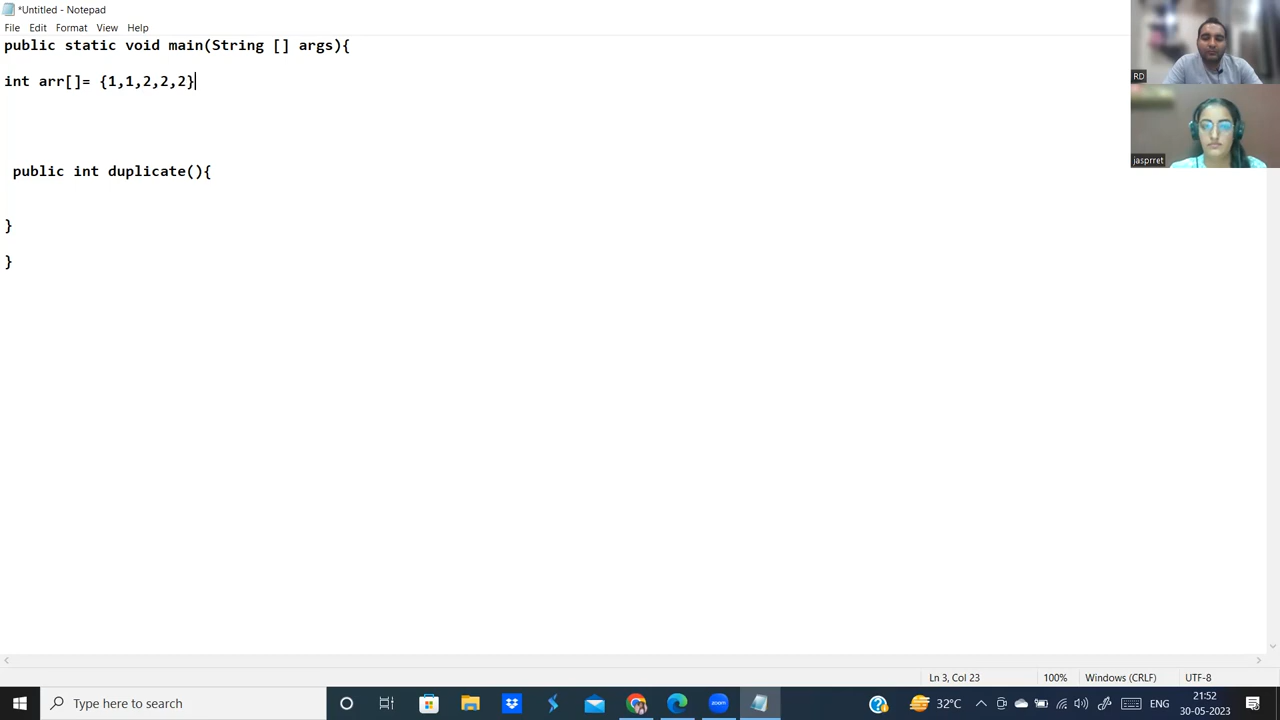 *Untitled - Notepad
File Edit Format View Help
public static void main(String [] args){
int arr[]= {1,1,2,2,2}
public int duplicate(){
}
}
RD
jasprret
Ln 3, Col 23 100% Windows (CRLF) UTF-8
Type here to search
32°C ENG 21:52
30-05-2023